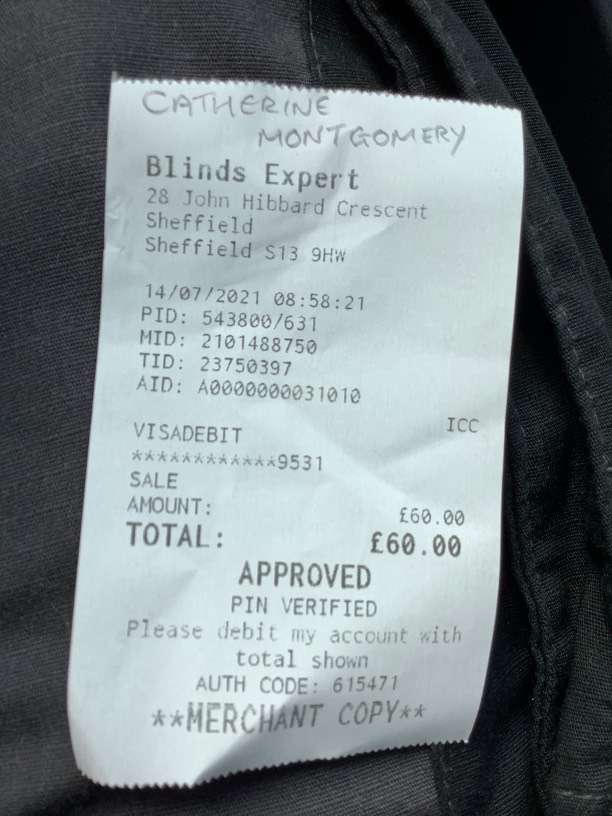 CATHERINE
MONTGOMERY
Blinds Expert
28 John Hibbard Crescent
Sheffield
Sheffield S13 9HW
14/07/2021 08:58:21
PID: 543800/631
MID: 2101488750
TID: 23750397
AID: A0000000031010
ICC
VISADEBIT
************9531
SALE
AMOUNT: £60.00
TOTAL: £60.00
APPROVED
PIN VERIFIED
Please debit my account with
total shown
AUTH CODE: 615471
**MERCHANT COPY**